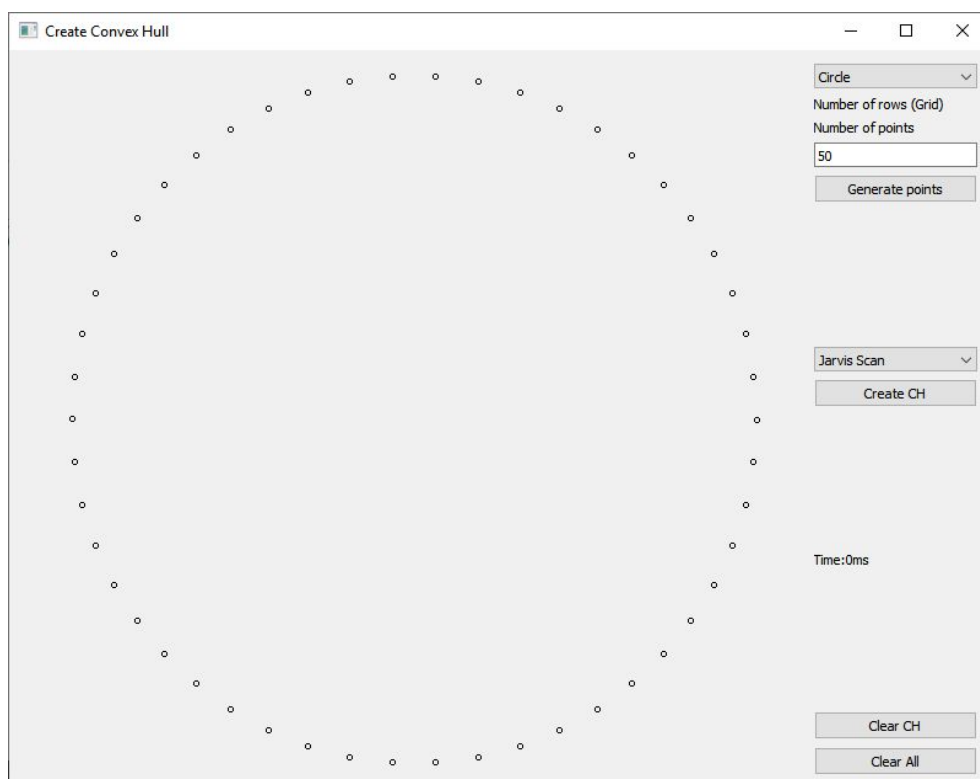 Create Convex Hull
Circle
Number of rows (Grid)
Number of points
50
Generate points
Jarvis Scan
Create CH
Time:0ms
Clear CH
Clear All